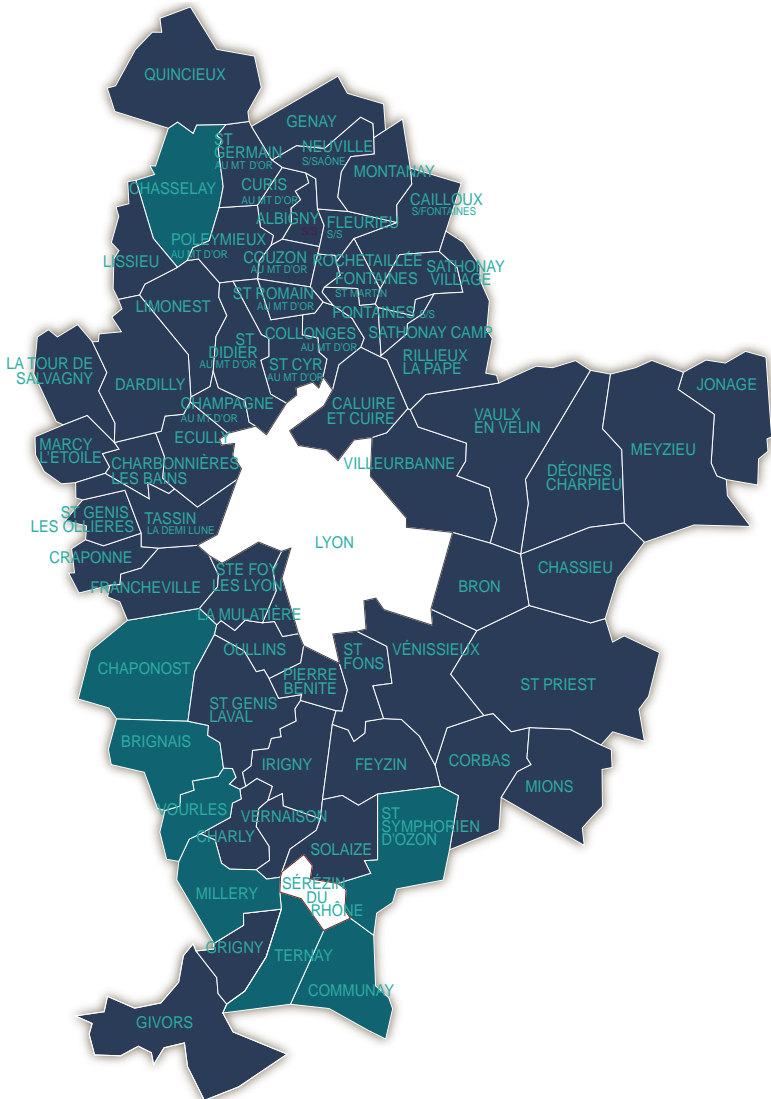 QUINCIEUX
GENAY
ST
GERMAIN
AU MT D'OR
NEUVILLE
S/SAÔNE
MONTANAY
CHASSELAY
CURIS
AU MT D'OR
CAILLOUX
S/FONTAINES
ALBIGNY
S/S
FLEURIEU
S/S
POLEYMIEUX
AU MT D'OR
LISSIEU
COUZON
AU MT D'OR
ROCHETAILLÉE
FONTAINES
ST MARTIN
SATHONAY
VILLAGE
LIMONEST
ST ROMAIN
AU MT D'OR
FONTAINES S/S
SATHONAY CAMP
COLLONGES
AU MT D'OR
ST
DIDIER
AU MT D'OR
ST CYR
AU MT D'OR
RILLIEUX
LA PAPE
LA TOUR DE
SALVAGNY
DARDILLY
JONAGE
CHAMPAGNE
AU MT D'OR
CALUIRE
ET CUIRE
VAULX
EN VELIN
ECULLY
MARCY
L'ETOILE
MEYZIEU
CHARBONNIÈRES
LES BAINS
VILLEURBANNE
DÉCINES
CHARPIEU
ST GENIS
LES OLLIERES
TASSIN
LA DEMI LUNE
LYON
CRAPONNE
CHASSIEU
STE FOY
LES LYON
FRANCHEVILLE
BRON
LA MULATIÈRE
OULLINS
ST
FONS
VÉNISSIEUX
CHAPONOST
PIERRE
BENITE
ST PRIEST
ST GENIS
LAVAL
BRIGNAIS
IRIGNY
FEYZIN
CORBAS
MIONS
VOURLES
VERNAISON
CHARLY
ST
SYMPHORIEN
D'OZON
SOLAIZE
MILLERY
SÉRÉZIN
DU
RHÔNE
GRIGNY
TERNAY
COMMUNAY
GIVORS